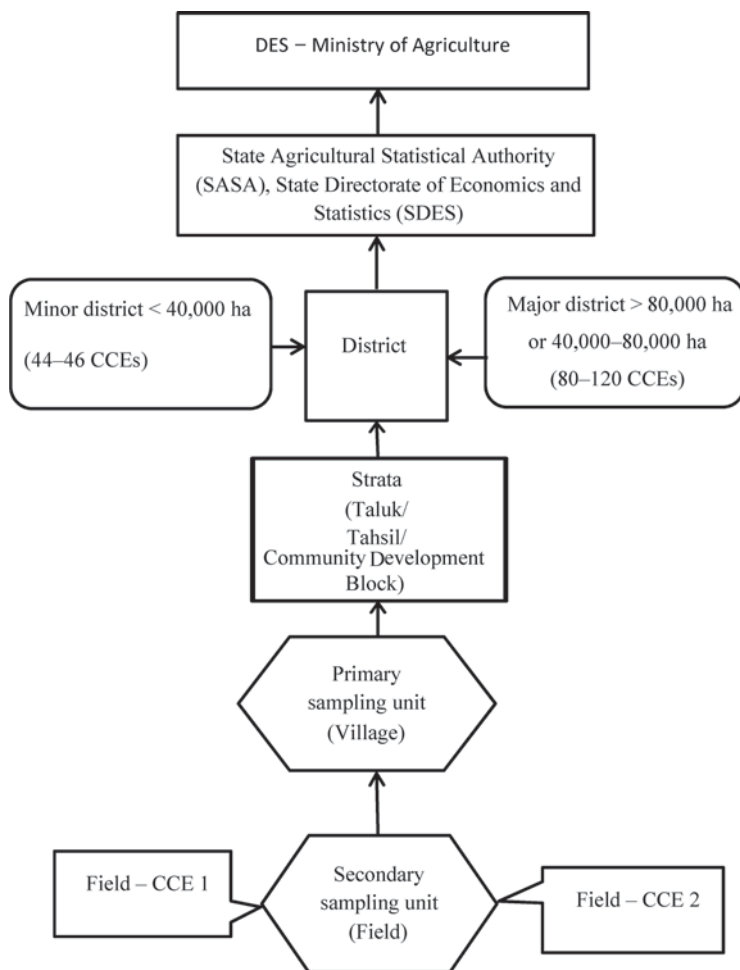 DES – Ministry of Agriculture
State Agricultural Statistical Authority
(SASA), State Directorate of Economics and
Statistics (SDES)
Minor district < 40,000 ha
(44–46 CCEs)
District
Major district > 80,000 ha
or 40,000–80,000 ha
(80–120 CCEs)
Strata
(Taluk/
Tahsil/
Community Development
Block)
Primary
sampling unit
(Village)
Field – CCE 1
Secondary
sampling unit
(Field)
Field – CCE 2